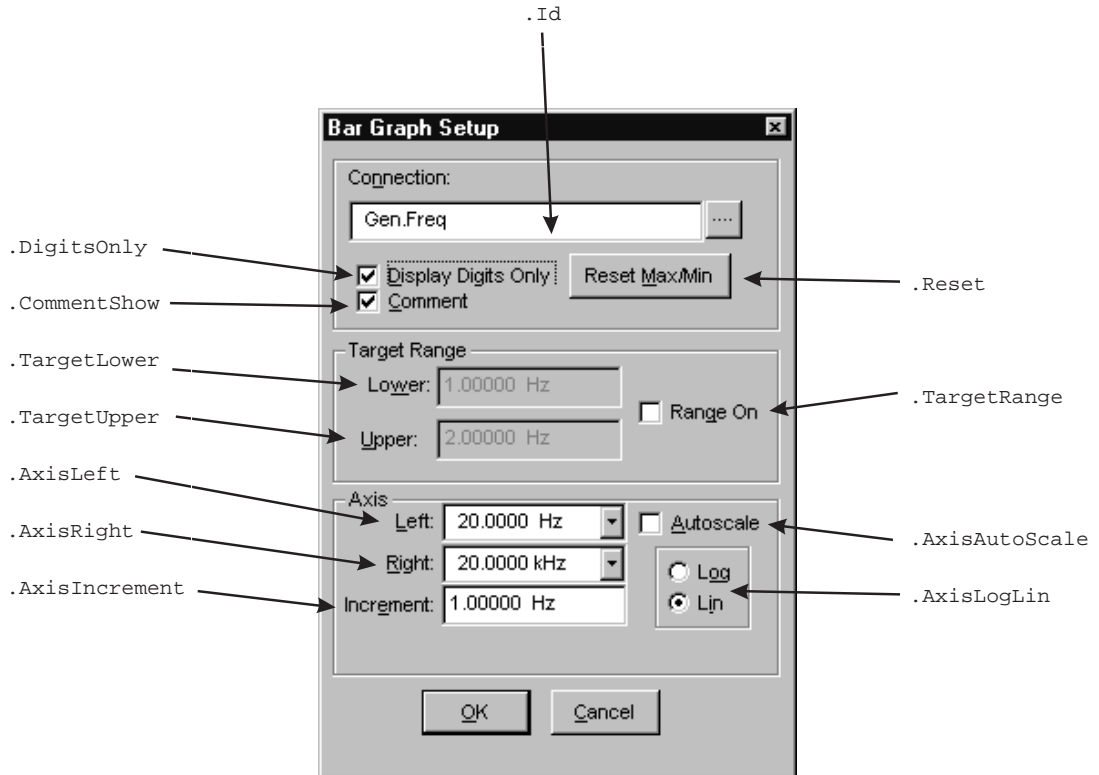 .Id
Bar Graph Setup
Connection:
Gen.Freq
....
.DigitsOnly
Display Digits Only
Reset Max/Min
.Reset
.CommentShow
Comment
Target Range
.TargetLower
Lower: 1.00000 Hz
Range On
.TargetRange
.TargetUpper
Upper: 2.00000 Hz
Axis
.AxisLeft
Left: 20.0000 Hz
Autoscale
.AxisAutoScale
.AxisRight
Right: 20.0000 kHz
Log
.AxisIncrement
Increment: 1.00000 Hz
Lin
.AxisLogLin
OK
Cancel